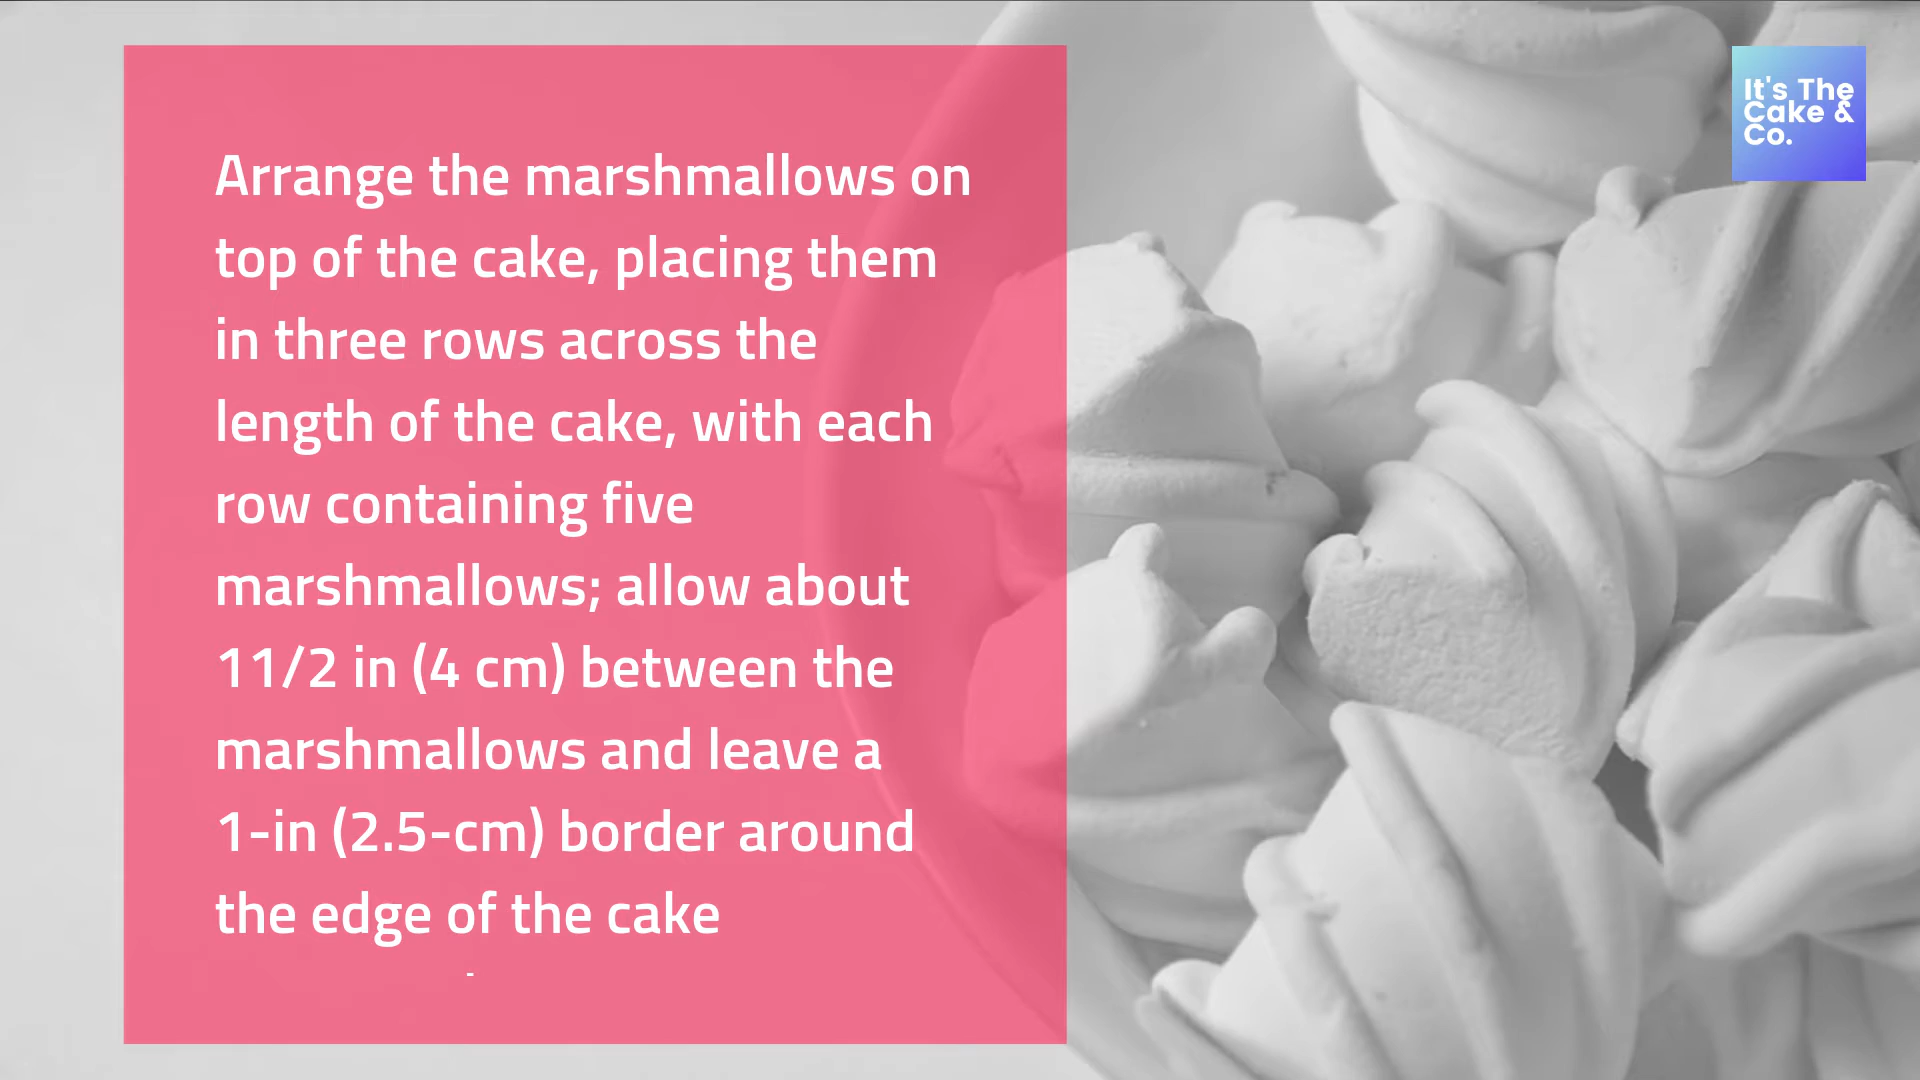 Arrange the marshmallows on
top of the cake, placing them
in three rows across the
length of the cake, with each
row containing five
marshmallows; allow about
11/2 in (4 cm) between the
marshmallows and leave a
1-in (2.5-cm) border around
the edge of the cake
-
It's The
Cake &
Co.